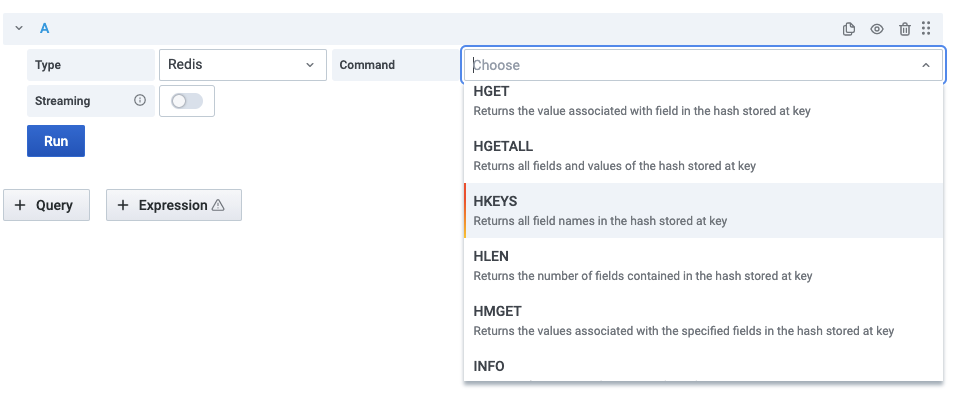 A
Type
Redis
Command
Choose
Streaming
Run
Query
Expression
HGET
Returns the value associated with field in the hash stored at key
HGETALL
Returns all fields and values of the hash stored at key
HKEYS
Returns all field names in the hash stored at key
HLEN
Returns the number of fields contained in the hash stored at key
HMGET
Returns the values associated with the specified fields in the hash stored at key
INFO